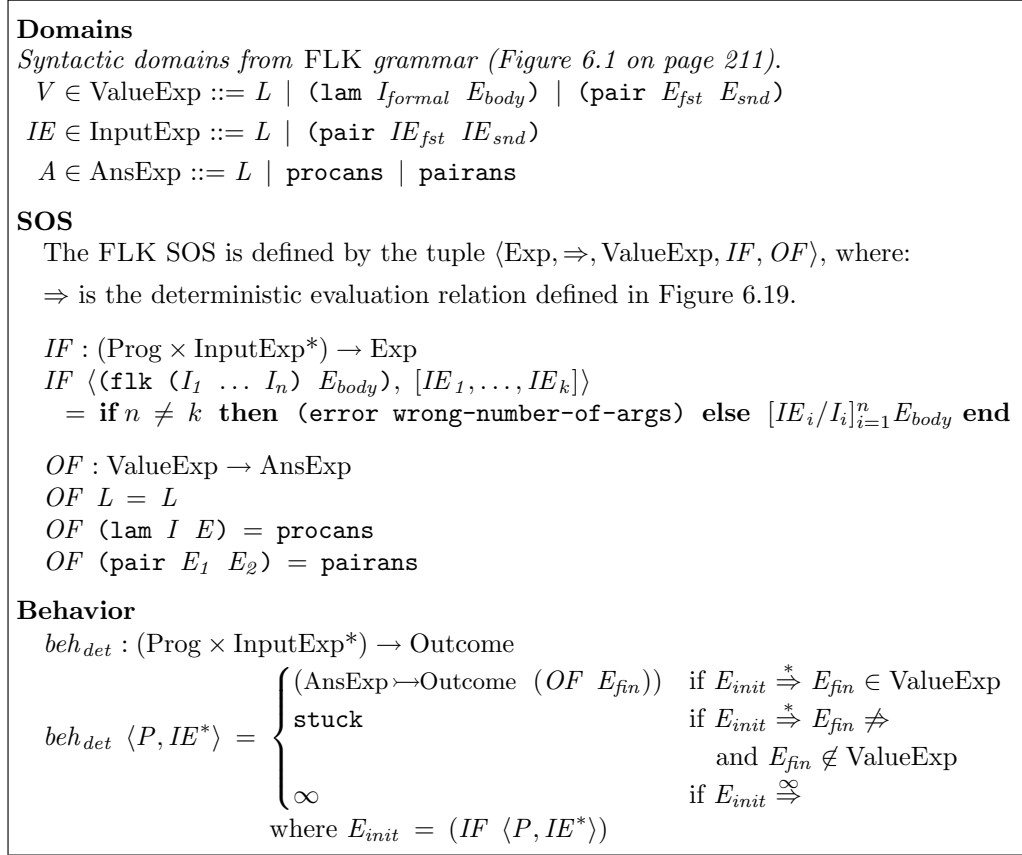 Domains
Syntactic domains from FLK grammar (Figure 6.1 on page 211).
V ∈ ValueExp ::= L | (lam I_formal E_body) | (pair E_fst E_snd)
IE ∈ InputExp ::= L | (pair IE_fst IE_snd)
A ∈ AnsExp ::= L | procans | pairans
SOS
The FLK SOS is defined by the tuple ⟨Exp, ⇒, ValueExp, IF, OF⟩, where:
⇒ is the deterministic evaluation relation defined in Figure 6.19.
IF : (Prog × InputExp*) → Exp
IF ⟨(flk (I_1 ... I_n) E_body), [IE_1, . . . , IE_k]⟩
= if n ≠ k then (error wrong-number-of-args) else [IE_i/I_i]_{i=1}^n E_body end
OF : ValueExp → AnsExp
OF L = L
OF (lam I E) = procans
OF (pair E_1 E_2) = pairans
Behavior
beh_det : (Prog × InputExp*) → Outcome
beh_det ⟨P, IE*⟩ = { (AnsExp↣Outcome (OF E_fin)) if E_init ⇒* E_fin ∈ ValueExp
stuck if E_init ⇒* E_fin ⇏
and E_fin ∉ ValueExp
∞ if E_init ⇒∞
where E_init = (IF ⟨P, IE*⟩)